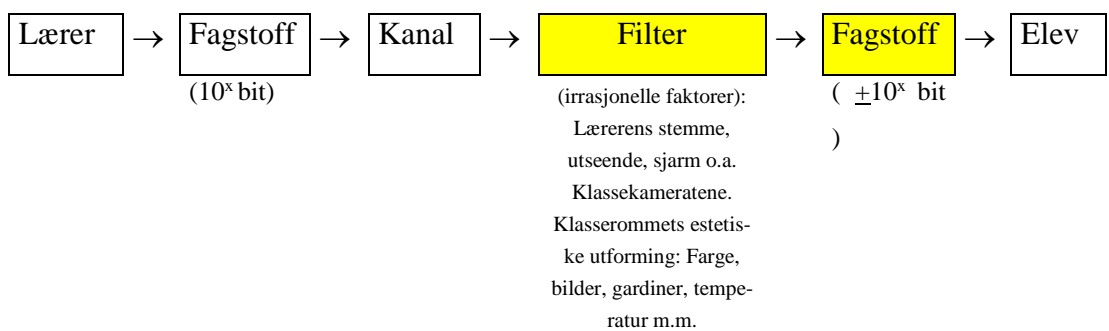 Lærer → Fagstoff → Kanal → Filter → Fagstoff → Elev
(10ˣ bit)
(irrasjonelle faktorer):
Lærerens stemme,
utseende, sjarm o.a.
Klassekameratene.
Klasserommets estetis-
ke utforming: Farge,
bilder, gardiner, tempe-
ratur m.m.
( ±10ˣ bit
)